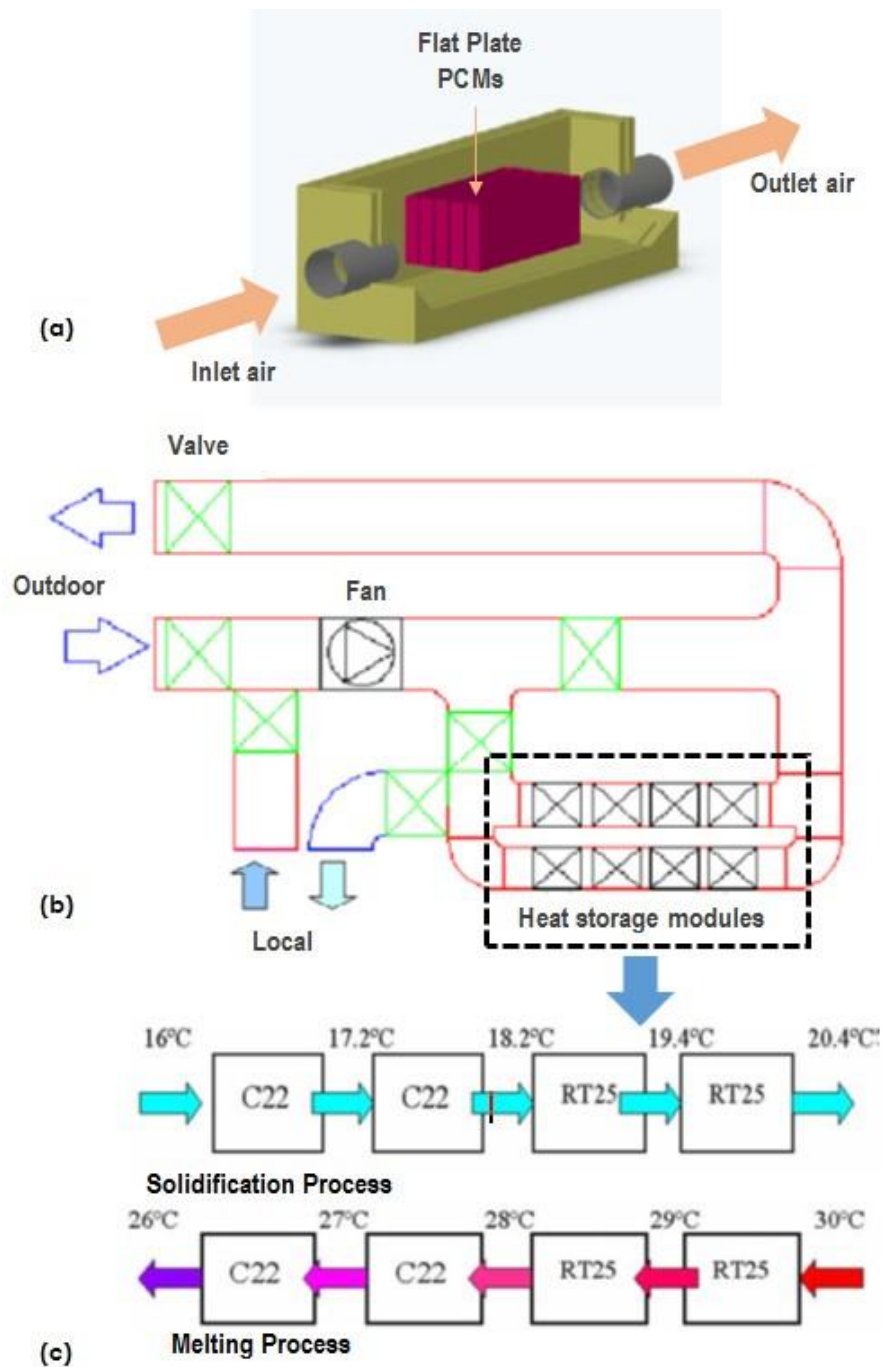 Flat Plate
PCMs
Outlet air
(a)
Inlet air
Valve
Outdoor
Fan
(b)
Heat storage modules
Local
16°C 17.2°C 18.2°C 19.4°C 20.4°C
C22 C22 RT25 RT25
Solidification Process
26°C 27°C 28°C 29°C 30°C
C22 C22 RT25 RT25
Melting Process
(c)